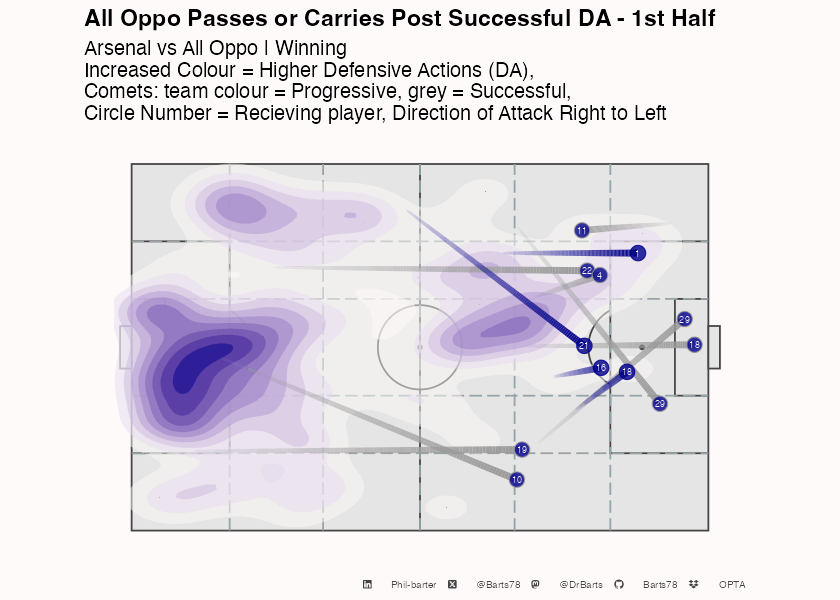 All Oppo Passes or Carries Post Successful DA - 1st Half
Arsenal vs All Oppo | Winning
Increased Colour = Higher Defensive Actions (DA),
Comets: team colour = Progressive, grey = Successful,
Circle Number = Recieving player, Direction of Attack Right to Left
11
1
22
4
29
21
18
16
18
29
19
10
Phil-barter @Barts78 @DrBarts Barts78 OPTA